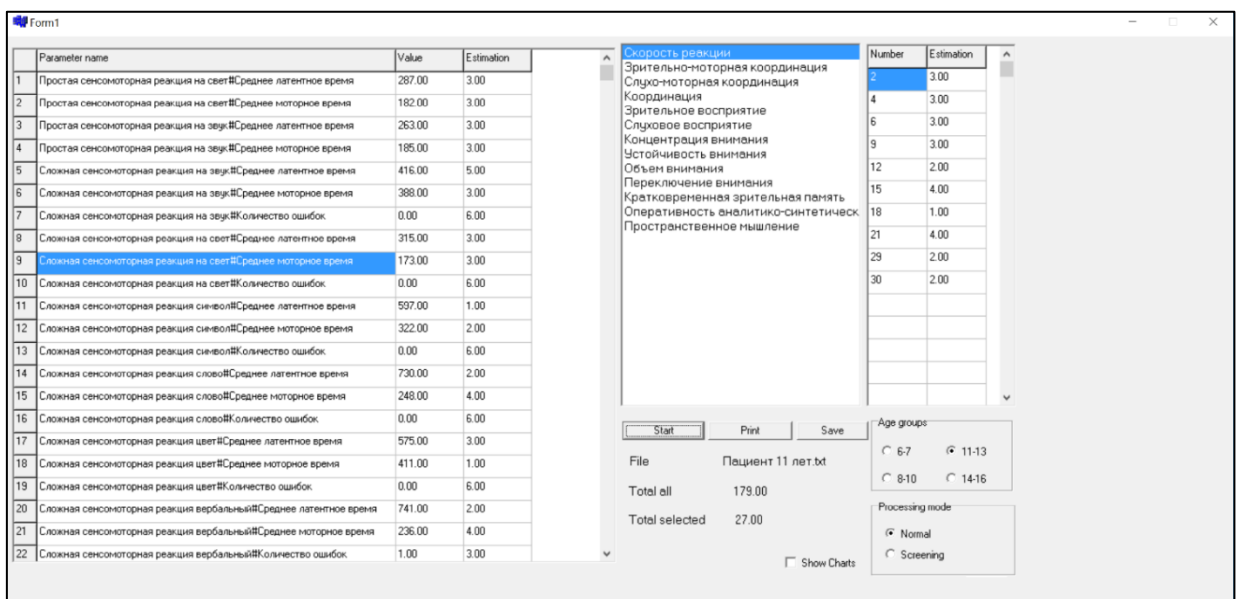 Form1
Parameter name Value Estimation
1 Простая сенсомоторная реакция на свет#Среднее латентное время 287.00 3.00
2 Простая сенсомоторная реакция на свет#Среднее моторное время 182.00 3.00
3 Простая сенсомоторная реакция на звук#Среднее латентное время 263.00 3.00
4 Простая сенсомоторная реакция на звук#Среднее моторное время 185.00 3.00
5 Сложная сенсомоторная реакция на звук#Среднее латентное время 416.00 5.00
6 Сложная сенсомоторная реакция на звук#Среднее моторное время 388.00 3.00
7 Сложная сенсомоторная реакция на звук#Количество ошибок 0.00 6.00
8 Сложная сенсомоторная реакция на свет#Среднее латентное время 315.00 3.00
9 Сложная сенсомоторная реакция на свет#Среднее моторное время 173.00 3.00
10 Сложная сенсомоторная реакция на свет#Количество ошибок 0.00 6.00
11 Сложная сенсомоторная реакция символ#Среднее латентное время 597.00 1.00
12 Сложная сенсомоторная реакция символ#Среднее моторное время 322.00 2.00
13 Сложная сенсомоторная реакция символ#Количество ошибок 0.00 6.00
14 Сложная сенсомоторная реакция слово#Среднее латентное время 730.00 2.00
15 Сложная сенсомоторная реакция слово#Среднее моторное время 248.00 4.00
16 Сложная сенсомоторная реакция слово#Количество ошибок 0.00 6.00
17 Сложная сенсомоторная реакция цвет#Среднее латентное время 575.00 3.00
18 Сложная сенсомоторная реакция цвет#Среднее моторное время 411.00 1.00
19 Сложная сенсомоторная реакция цвет#Количество ошибок 0.00 6.00
20 Сложная сенсомоторная реакция вербальный#Среднее латентное время 741.00 2.00
21 Сложная сенсомоторная реакция вербальный#Среднее моторное время 236.00 4.00
22 Сложная сенсомоторная реакция вербальный#Количество ошибок 1.00 3.00
Скорость реакции
Зрительно-моторная координация
Слухо-моторная координация
Координация
Зрительное восприятие
Слуховое восприятие
Концентрация внимания
Устойчивость внимания
Объем внимания
Переключение внимания
Кратковременная зрительная память
Оперативность аналитико-синтетическ
Пространственное мышление
Number Estimation
2 3.00
4 3.00
6 3.00
9 3.00
12 2.00
15 4.00
18 1.00
21 4.00
29 2.00
30 2.00
Start Print Save
File Пациент 11 лет.txt
Total all 179.00
Total selected 27.00
Show Charts
Age groups
6-7 11-13
8-10 14-16
Processing mode
Normal
Screening